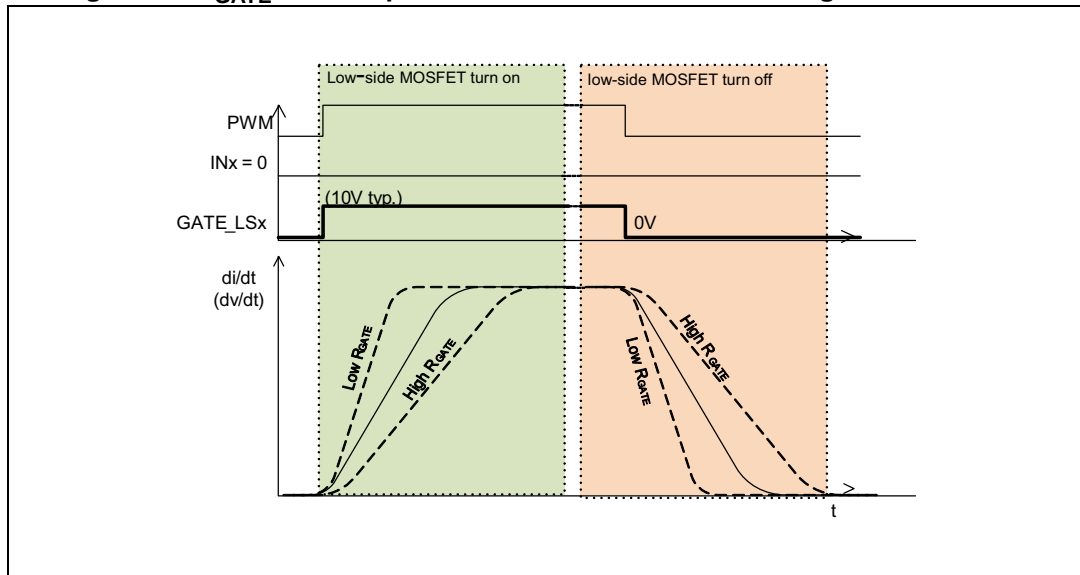 GATE
Low-side MOSFET turn on
low-side MOSFET turn off
PWM
INx = 0
(10V typ.)
GATE_LSx
0V
di/dt
(dv/dt)
Low RGATE
High RGATE
Low RGATE
High RGATE
t